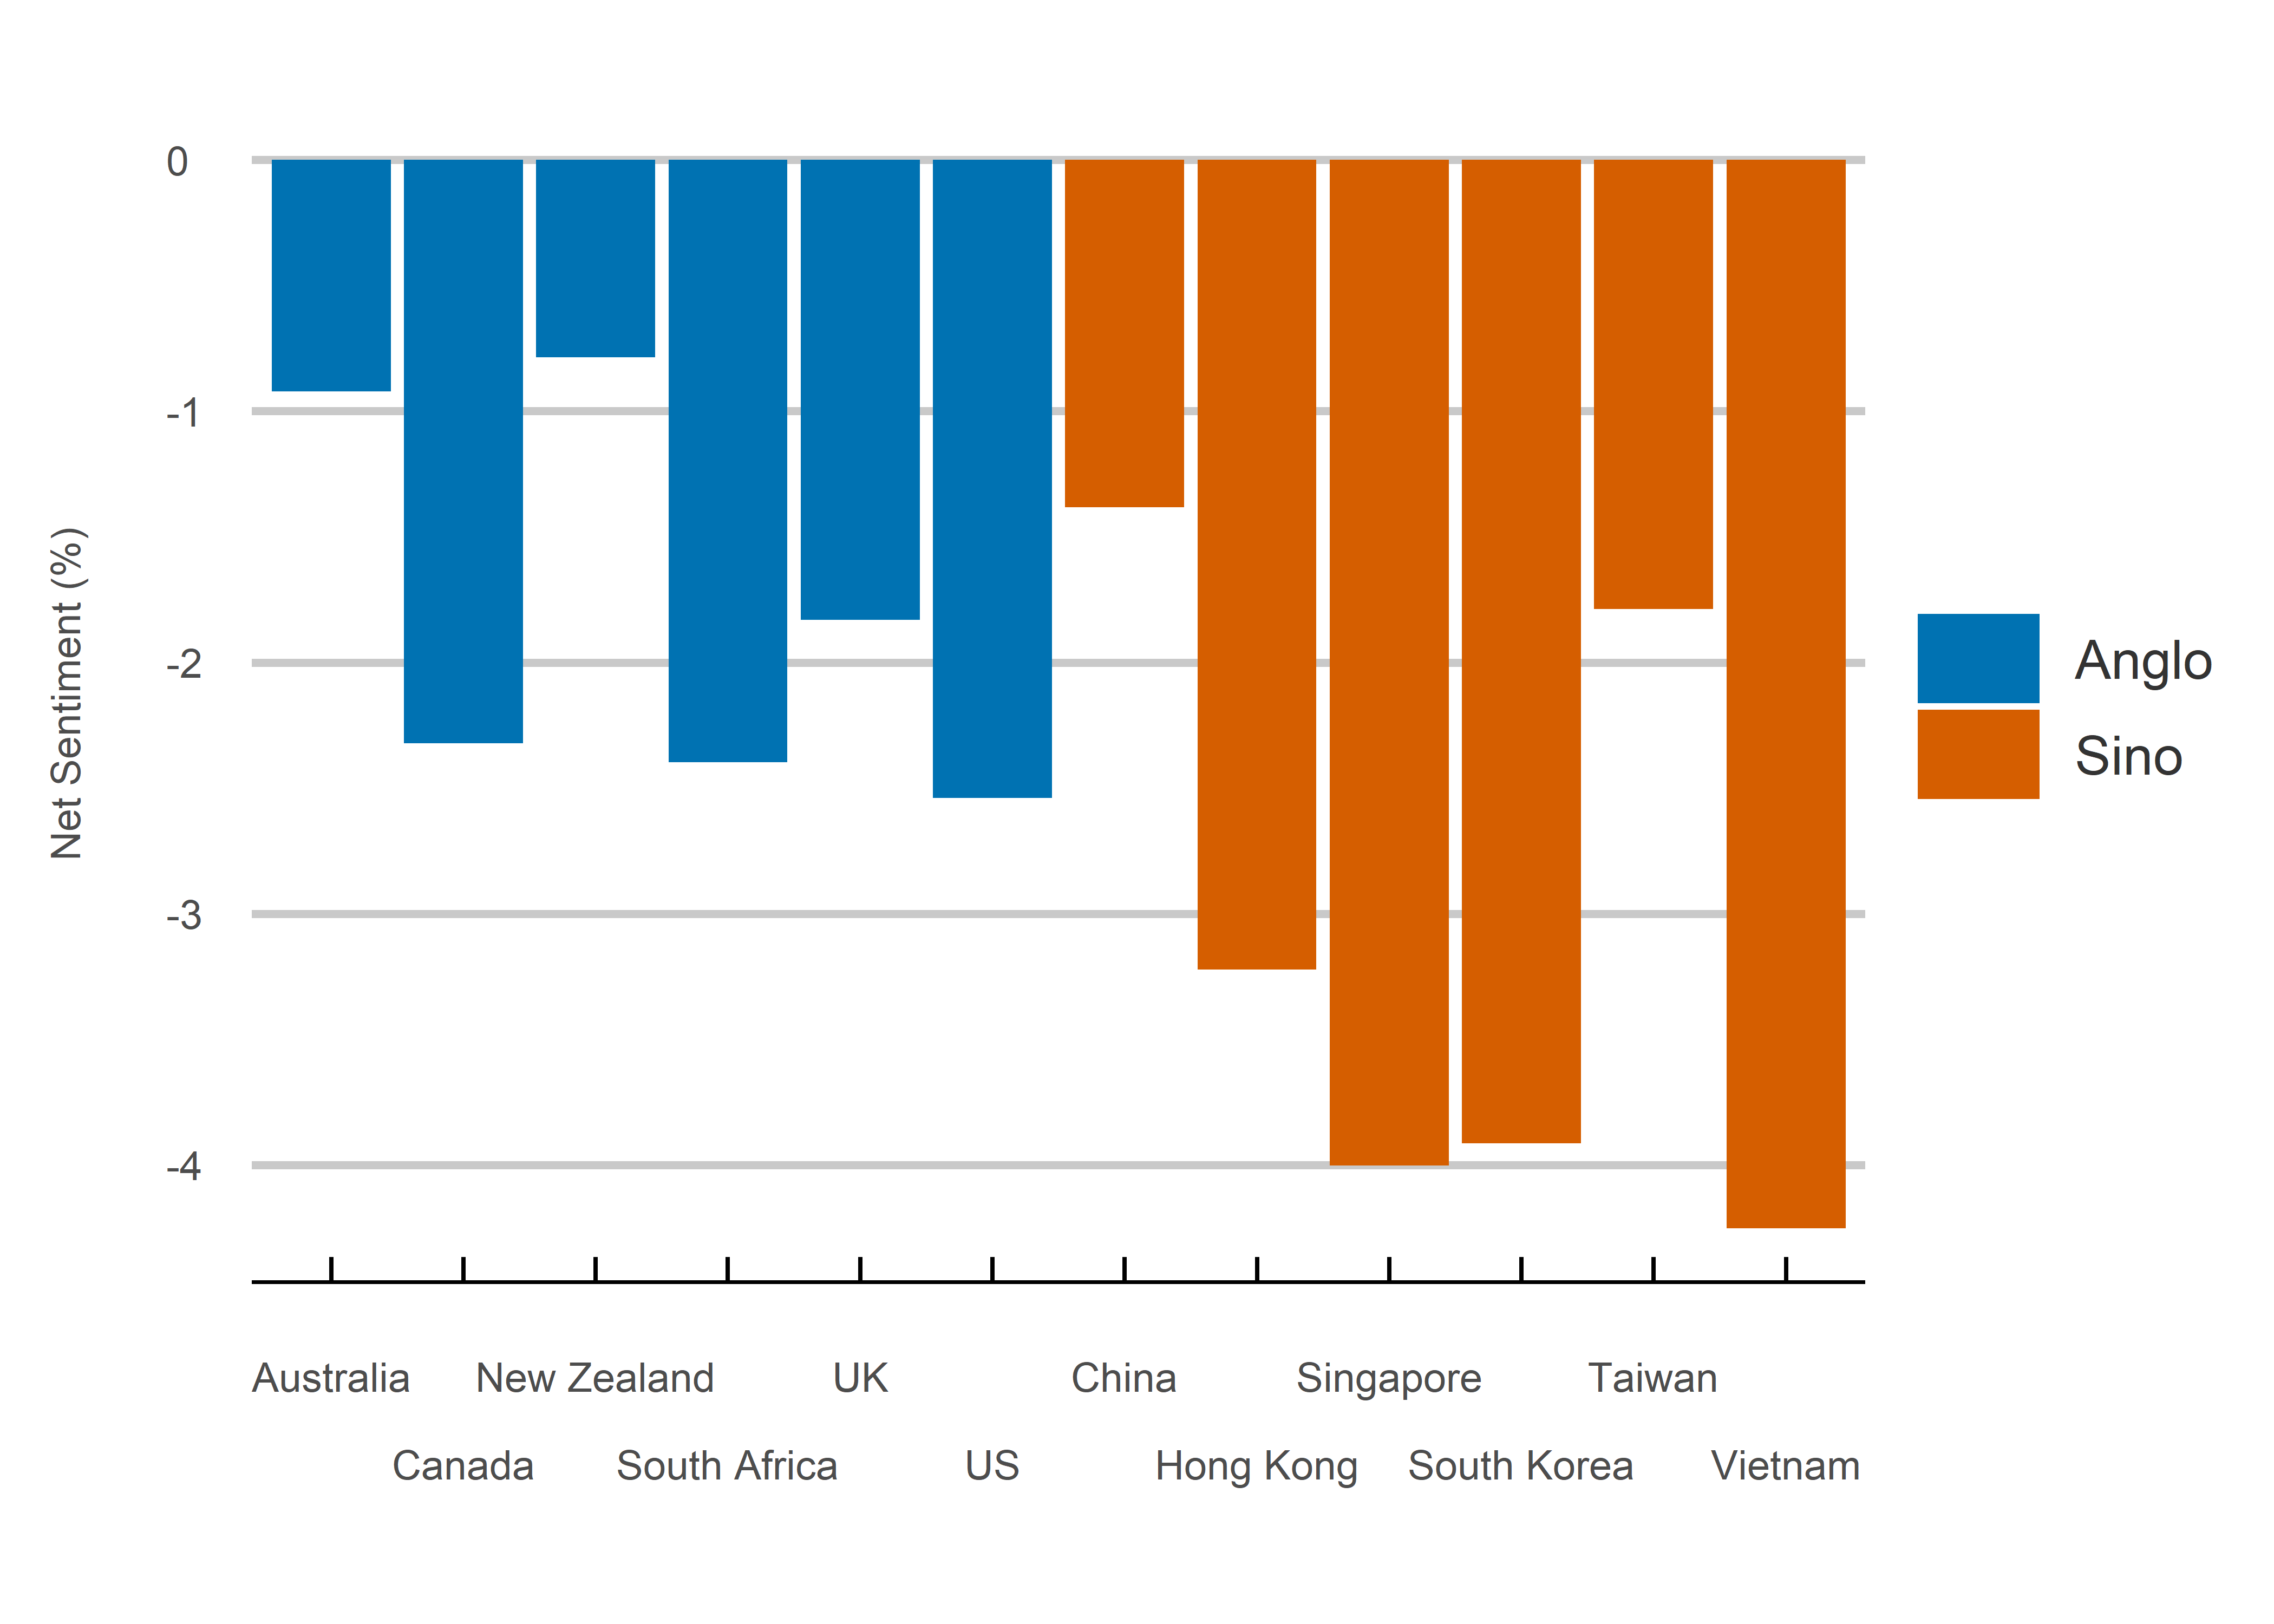 0
-1
-2
-3
-4
Net Sentiment (%)
Anglo
Sino
Australia New Zealand UK China Singapore Taiwan
Canada South Africa US Hong Kong South Korea Vietnam